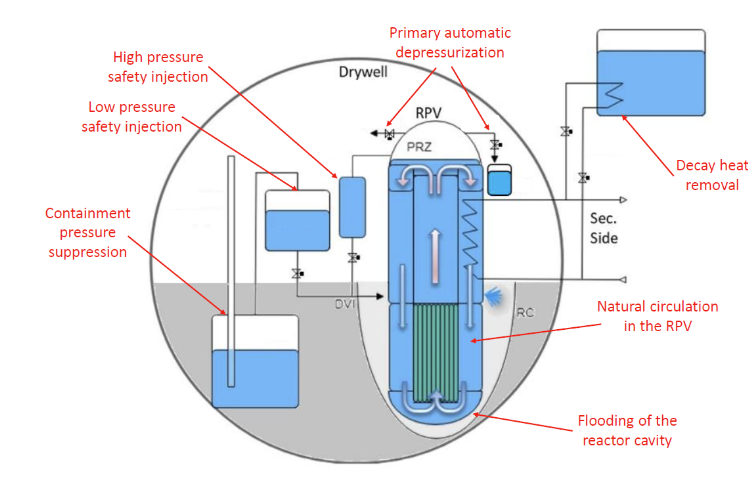 Primary automatic
depressurization
High pressure
safety injection
Drywell
Low pressure
safety injection
RPV
PRZ
Decay heat
removal
Containment
pressure
suppression
Sec.
Side
DVI
RC
Natural circulation
in the RPV
Flooding of the
reactor cavity